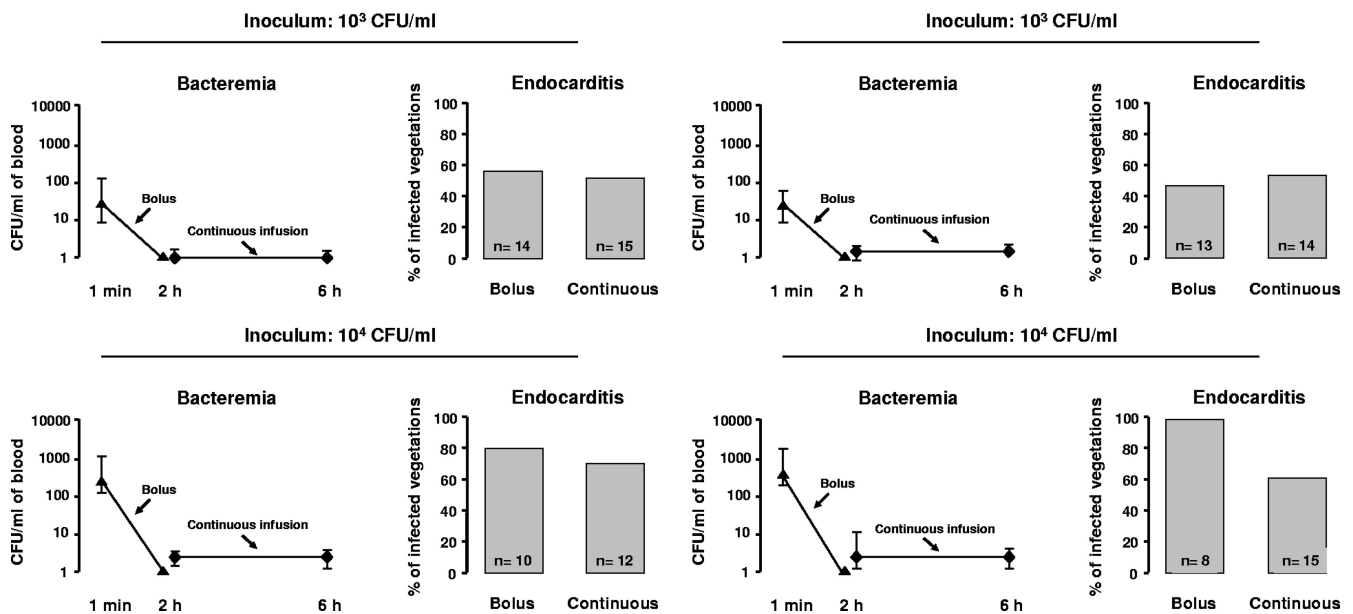 Inoculum: 10³ CFU/ml
Bacteremia
CFU/ml of blood
10000
1000
100
10
1
Bolus
Continuous infusion
1 min
2 h
6 h
Endocarditis
% of infected vegetations
100
80
60
40
20
0
n= 14
n= 15
Bolus
Continuous
Inoculum: 10³ CFU/ml
Bacteremia
CFU/ml of blood
10000
1000
100
10
1
Bolus
Continuous infusion
1 min
2 h
6 h
Endocarditis
% of infected vegetations
100
80
60
40
20
0
n= 13
n= 14
Bolus
Continuous
Inoculum: 10⁴ CFU/ml
Bacteremia
CFU/ml of blood
10000
1000
100
10
1
Bolus
Continuous infusion
1 min
2 h
6 h
Endocarditis
% of infected vegetations
100
80
60
40
20
0
n= 10
n= 12
Bolus
Continuous
Inoculum: 10⁴ CFU/ml
Bacteremia
CFU/ml of blood
10000
1000
100
10
1
Bolus
Continuous infusion
1 min
2 h
6 h
Endocarditis
% of infected vegetations
100
80
60
40
20
0
n= 8
n= 15
Bolus
Continuous